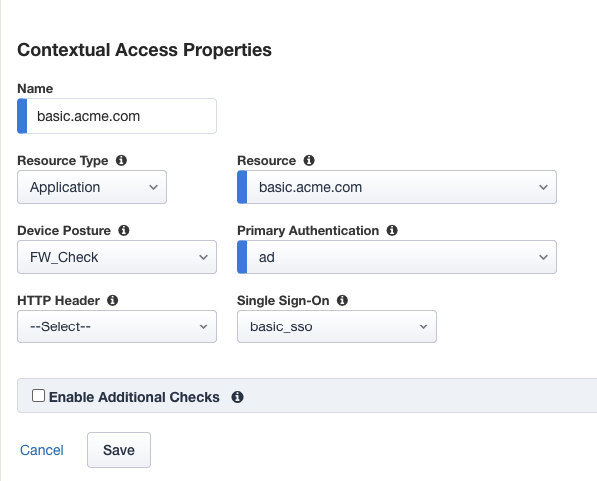 Contextual Access Properties
Name
basic.acme.com
Resource Type Resource
Application basic.acme.com
Device Posture Primary Authentication
FW_Check ad
HTTP Header Single Sign-On
--Select-- basic_sso
Enable Additional Checks
Cancel Save